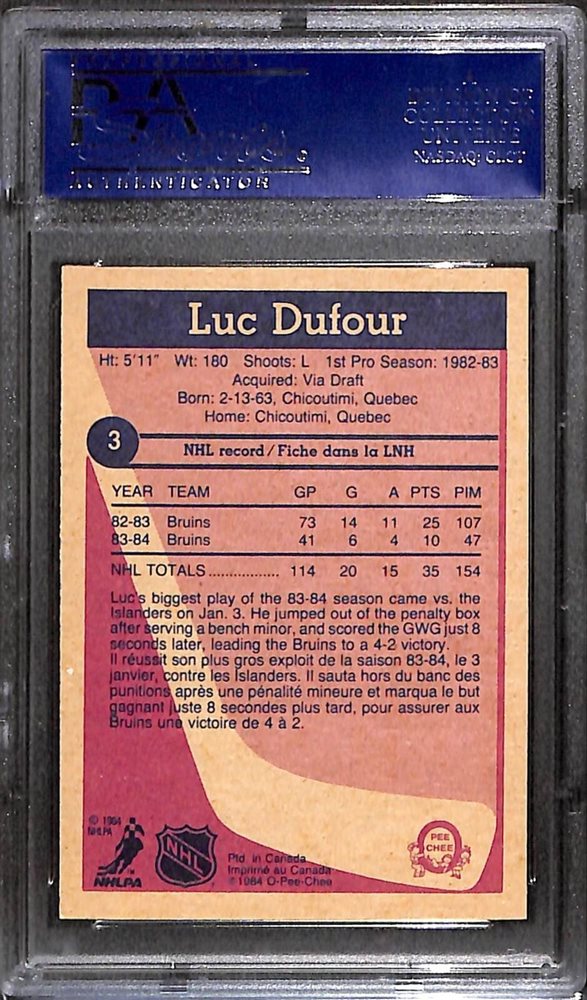 PSA
AUTHENTICATOR
A
DIVISION OF
COLLECTORS
UNIVERSE
NASDAQ: CLCT
Luc Dufour
Ht: 5'11" Wt: 180 Shoots: L 1st Pro Season: 1982-83
Acquired: Via Draft
Born: 2-13-63, Chicoutimi, Quebec
Home: Chicoutimi, Quebec
3
NHL record/Fiche dans la LNH
YEAR TEAM GP G A PTS PIM
82-83 Bruins 73 14 11 25 107
83-84 Bruins 41 6 4 10 47
NHL TOTALS................. 114 20 15 35 154
Luc's biggest play of the 83-84 season came vs. the
Islanders on Jan. 3. He jumped out of the penalty box
after serving a bench minor, and scored the GWG just 8
seconds later, leading the Bruins to a 4-2 victory.
Il réussit son plus gros exploit de la saison 83-84, le 3
janvier, contre les Islanders. Il sauta hors du banc des
punitions après une pénalité mineure et marqua le but
gagnant juste 8 secondes plus tard, pour assurer aux
Bruins une victoire de 4 à 2.
© 1984
NHLPA
NHLPA
NHL
Ptd. in Canada
Imprimé au Canada
© 1984 O-Pee-Chee
PEE
CHEE